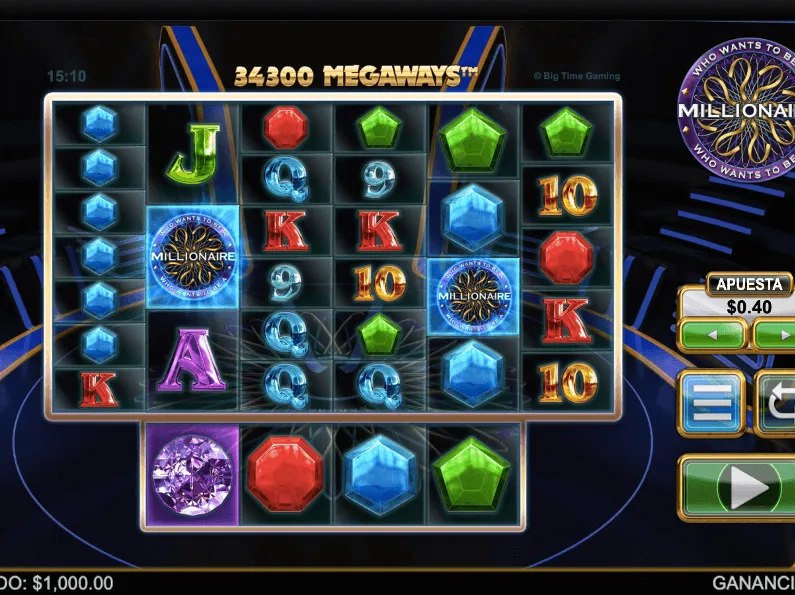 15:10
34300 MEGAWAYS™
© Big Time Gaming
WHO WANTS TO BE
MILLIONAI
WHO WANTS TO BE
J
Q
9
10
K
K
WHO WANTS TO BE
MILLIONAIRE
WHO WANTS TO BE
9
10
WHO WANTS TO BE
MILLIONAIRE
WHO WANTS TO BE
APUESTA
$0.40
K
Q
A
K
Q
Q
10
DO: $1,000.00
GANANCI